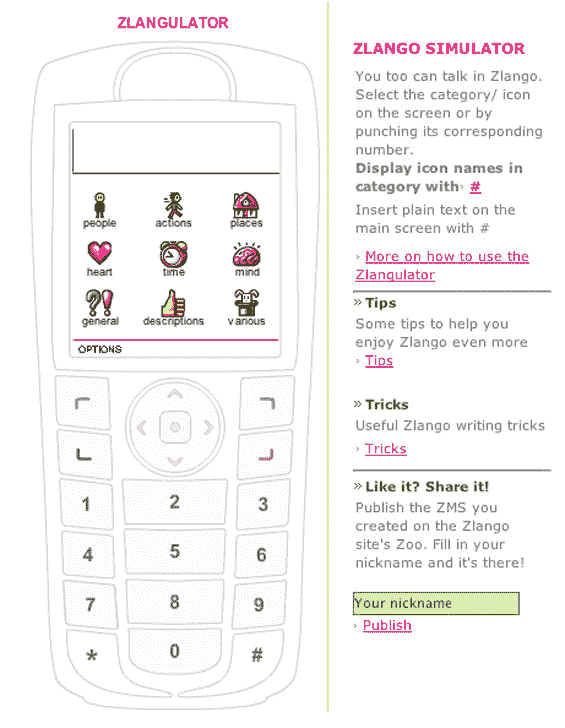 ZLANGULATOR
people actions places
heart time mind
general descriptions various
OPTIONS
1 2 3
4 5 6
7 8 9
* 0 #
ZLANGO SIMULATOR
You too can talk in Zlango.
Select the category/ icon
on the screen or by
punching its corresponding
number.
Display icon names in
category with› #
Insert plain text on the
main screen with #
› More on how to use the
Zlangulator
» Tips
Some tips to help you
enjoy Zlango even more
› Tips
» Tricks
Useful Zlango writing tricks
› Tricks
» Like it? Share it!
Publish the ZMS you
created on the Zlango
site's Zoo. Fill in your
nickname and it's there!
Your nickname
› Publish